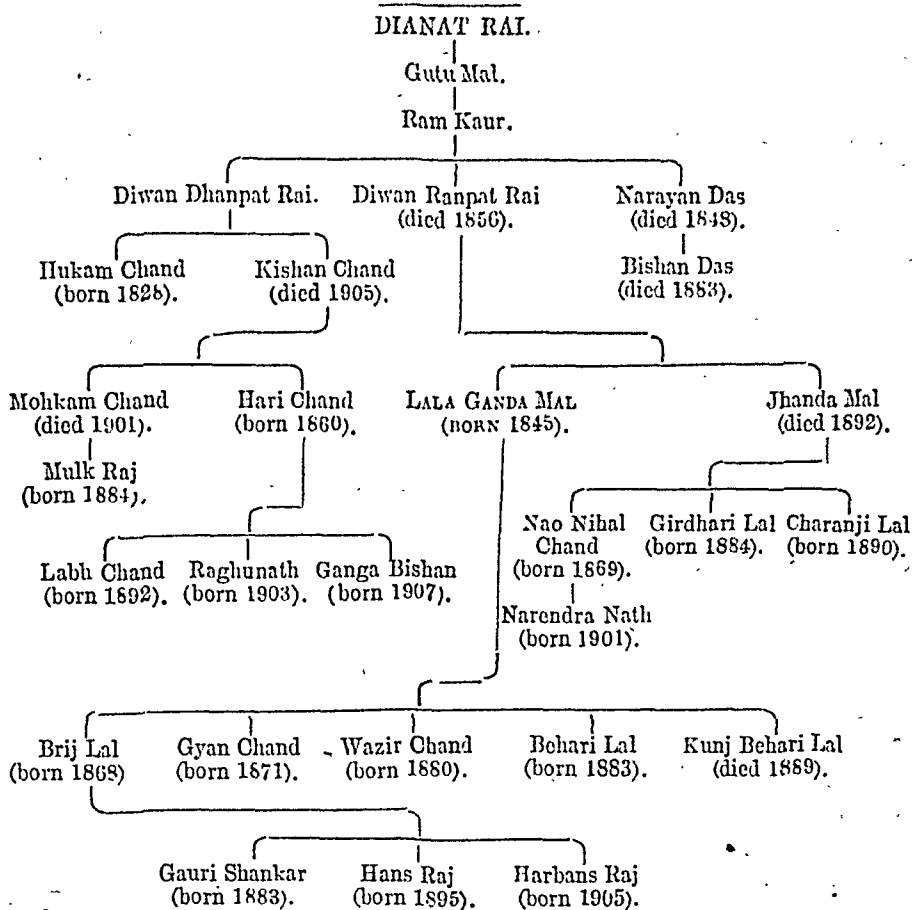 DIANAT RAI.
Gutu Mal.
Ram Kaur.
Diwan Dhanpat Rai. Diwan Ranpat Rai Narayan Das
(died 1856). (died 1848).
Hukam Chand Kishan Chand Bishan Das
(born 1828). (died 1905). (died 1883).
Mohkam Chand Hari Chand LALA GANDA MAL Jhanda Mal
(died 1901). (born 1860). (BORN 1845). (died 1892).
Mulk Raj
(born 1884).
Nao Nihal Girdhari Lal Charanji Lal
Chand (born 1884). (born 1890).
(born 1869).
Labh Chand Raghunath Ganga Bishan
(born 1892). (born 1903). (born 1907).
Narendra Nath
(born 1901).
Brij Lal Gyan Chand Wazir Chand Behari Lal Kunj Behari Lal
(born 1868) (born 1871). (born 1880). (born 1883). (died 1889).
Gauri Shankar Hans Raj Harbans Raj
(born 1883). (born 1895). (born 1905).